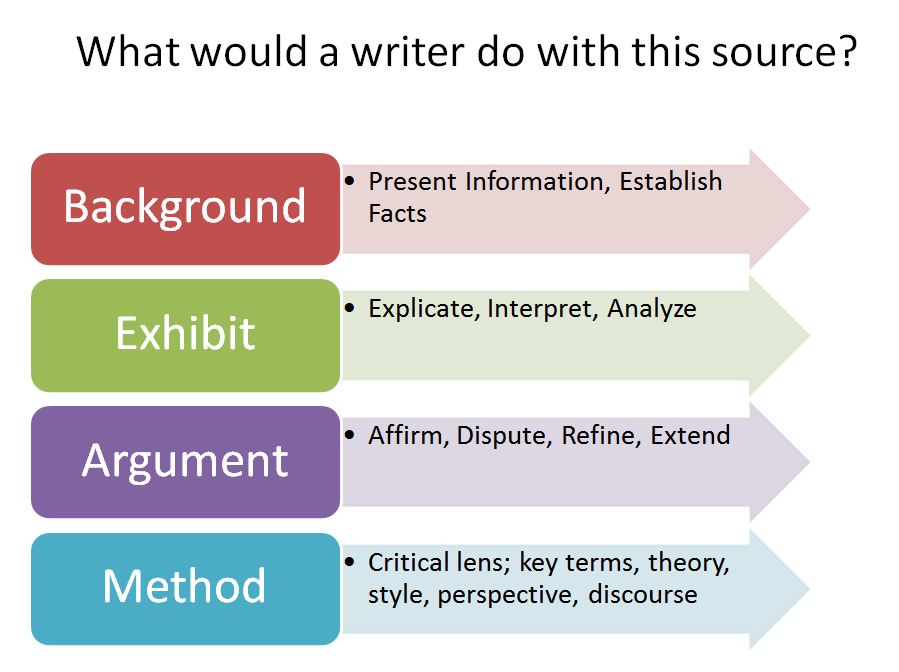 What would a writer do with this source?
Background
• Present Information, Establish
Facts
Exhibit
• Explicate, Interpret, Analyze
Argument
• Affirm, Dispute, Refine, Extend
Method
• Critical lens; key terms, theory,
style, perspective, discourse